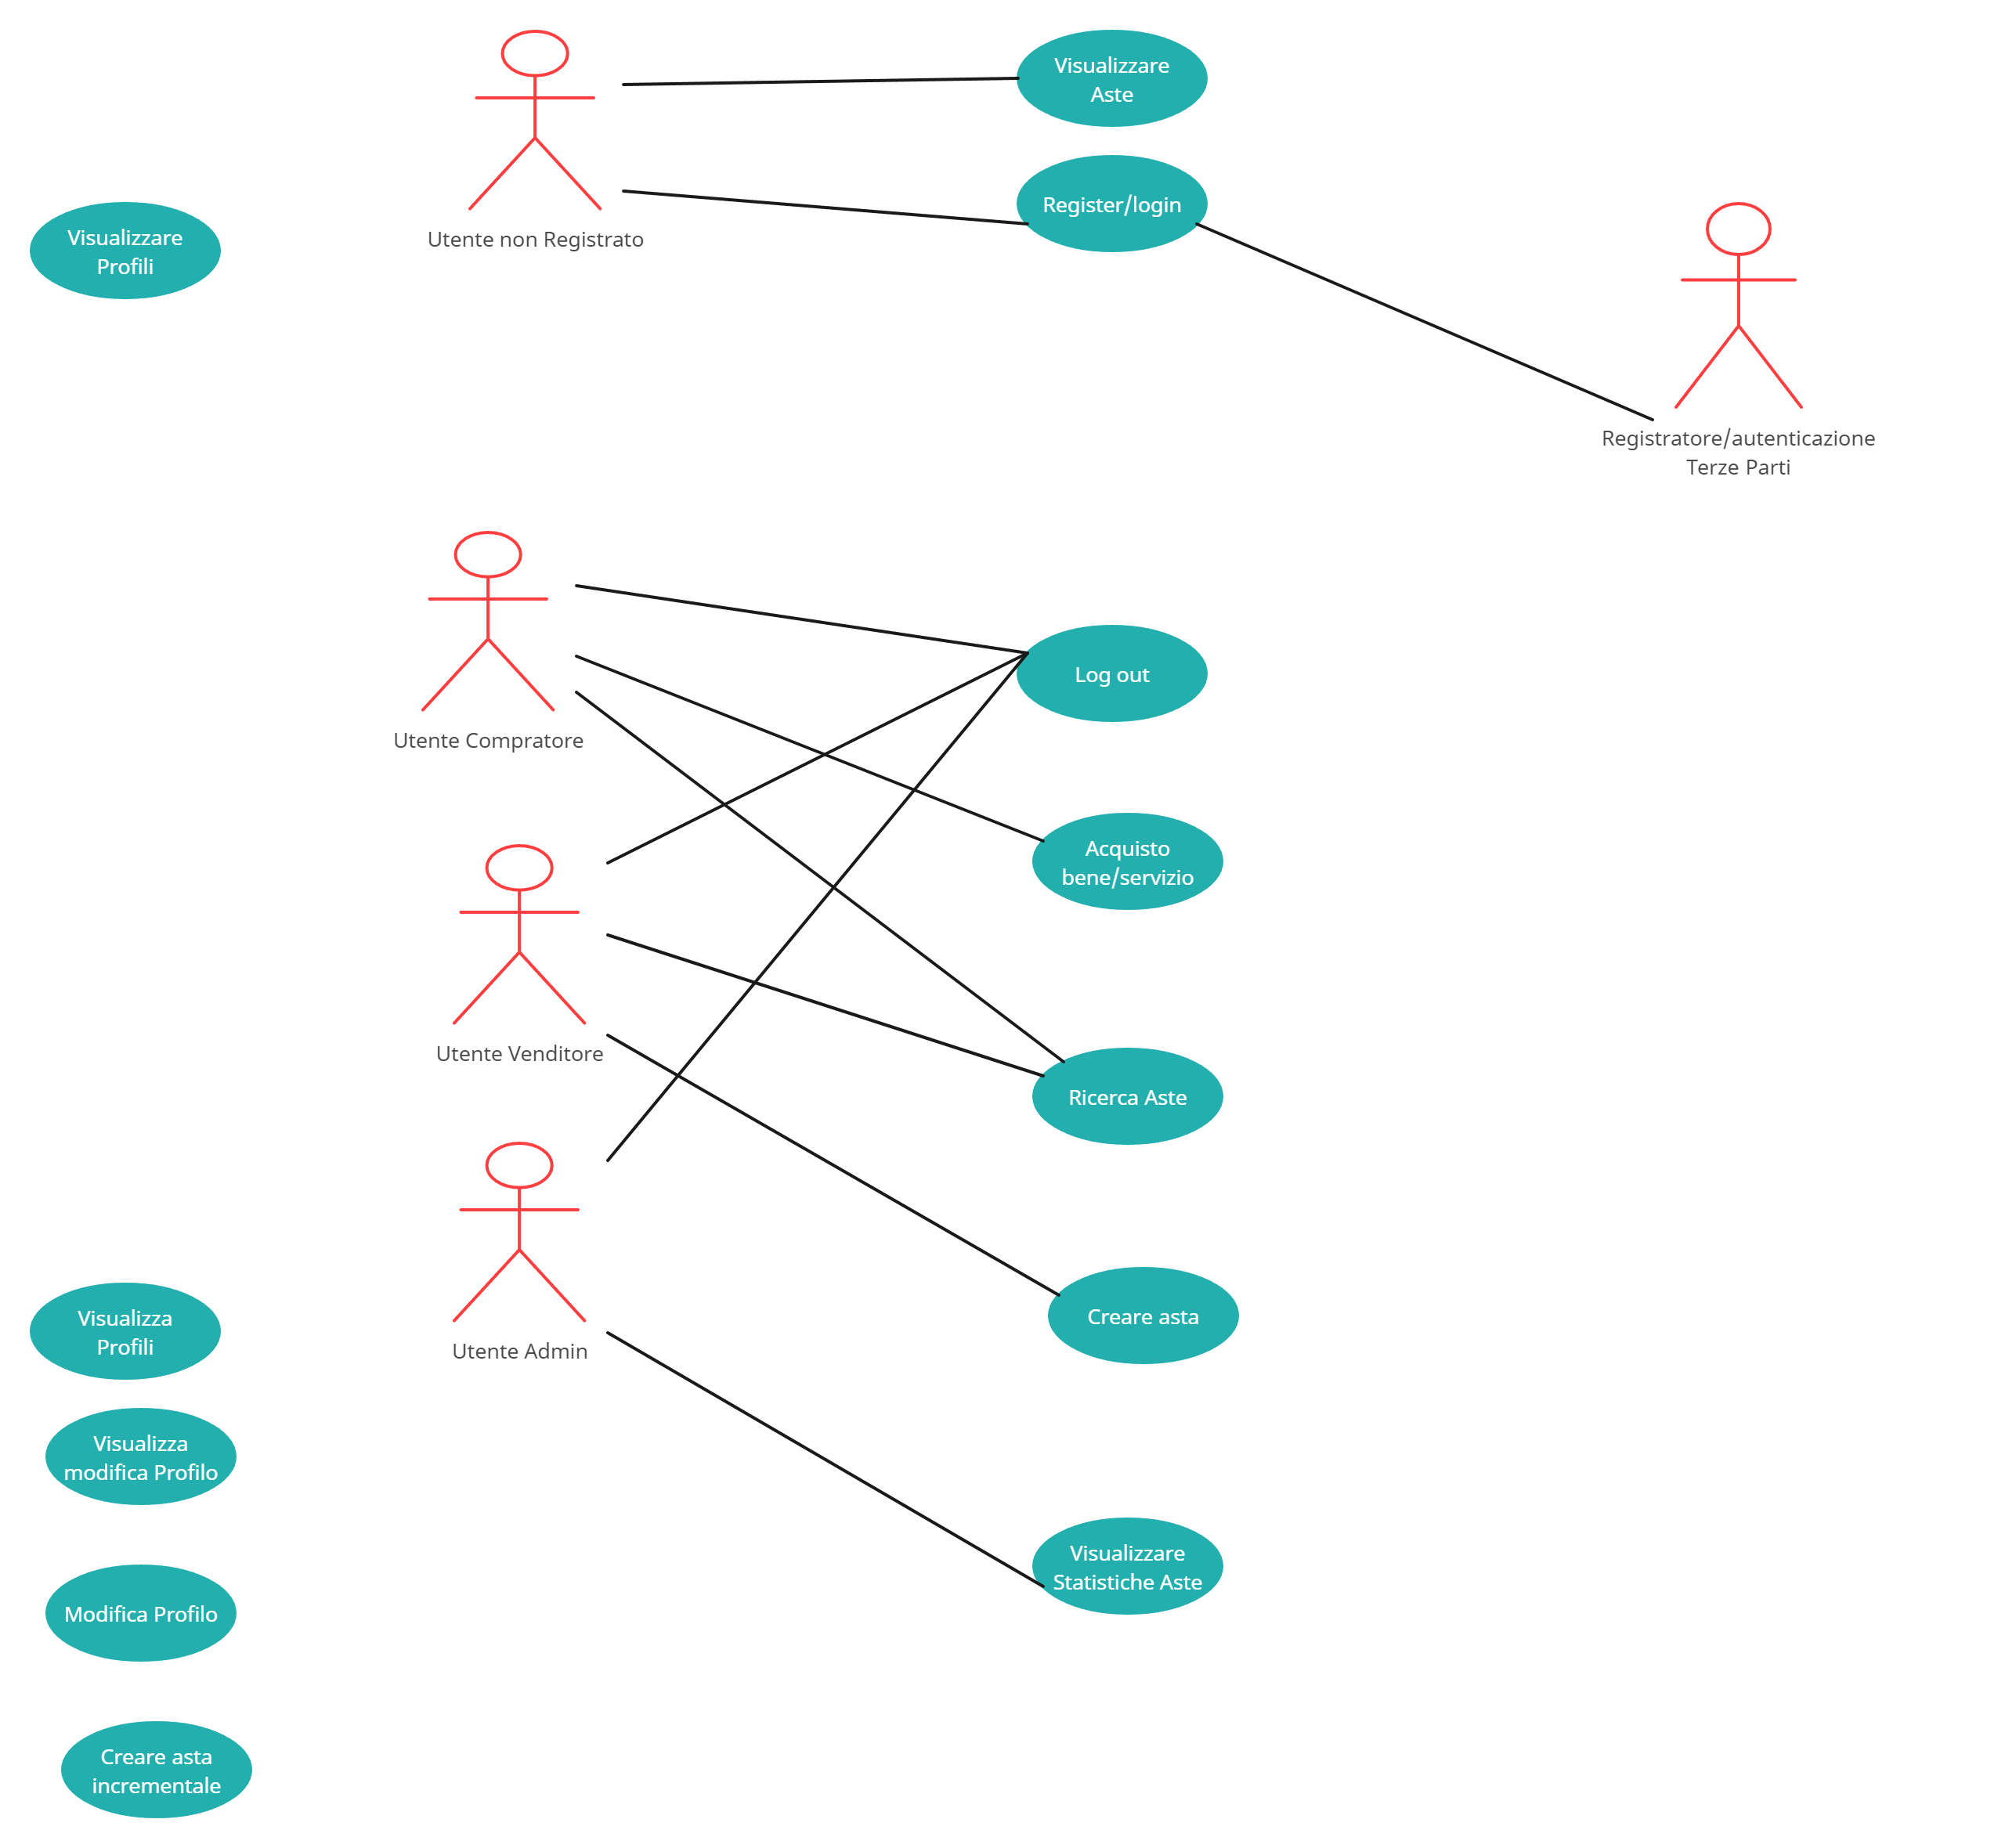 Visualizzare
Aste
Register/login
Utente non Registrato
Visualizzare
Profili
Registratore/autenticazione
Terze Parti
Log out
Utente Compratore
Acquisto
bene/servizio
Utente Venditore
Ricerca Aste
Creare asta
Utente Admin
Visualizza
Profili
Visualizza
modifica Profilo
Visualizzare
Statistiche Aste
Modifica Profilo
Creare asta
incrementale